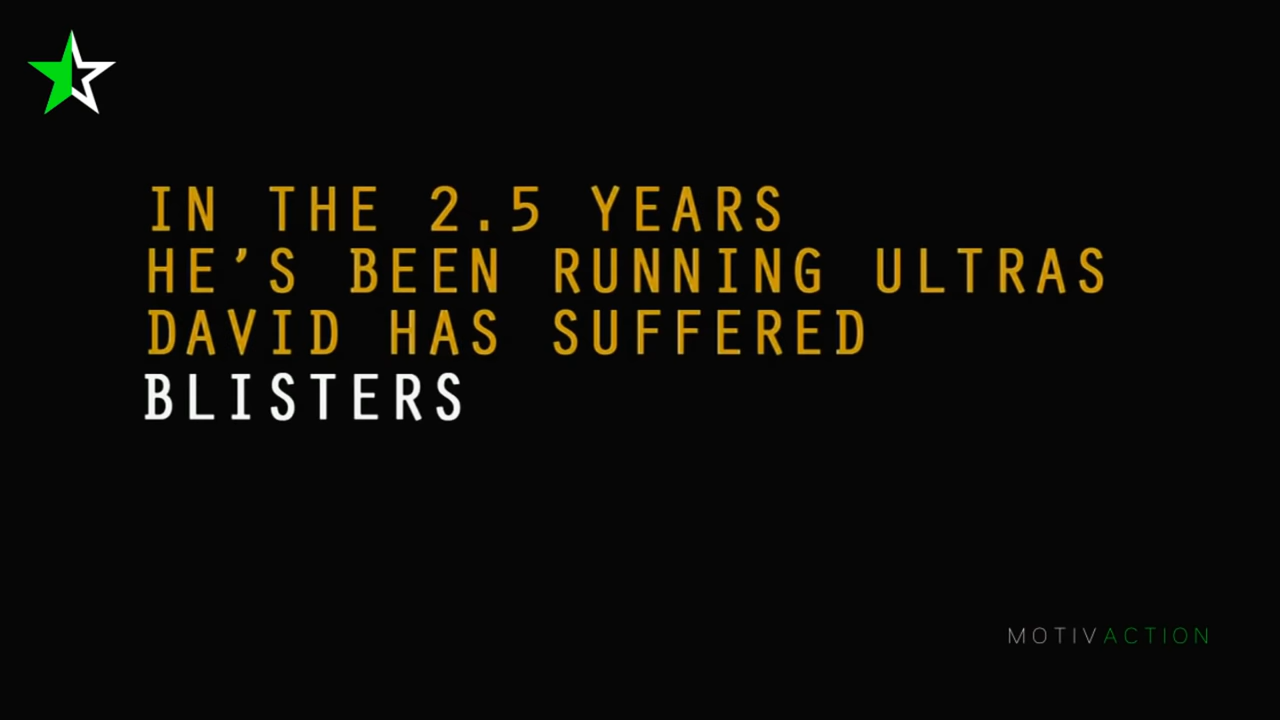 IN THE 2.5 YEARS
HE’S BEEN RUNNING ULTRAS
DAVID HAS SUFFERED
BLISTERS
MOTIVACTION